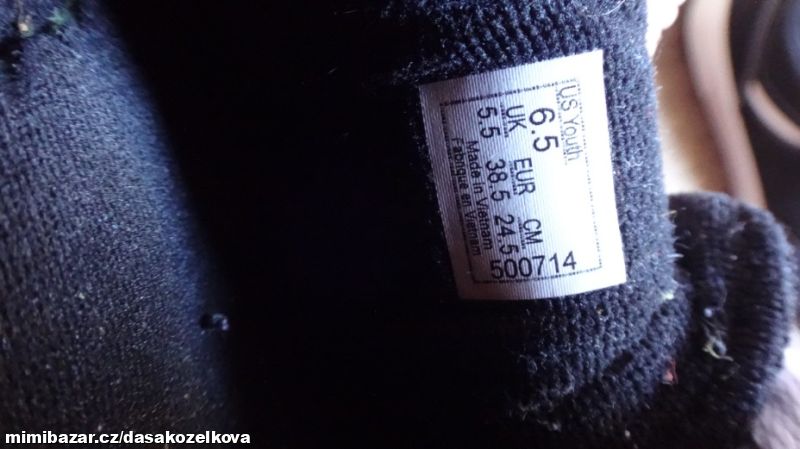 US Youth
6.5
UK EUR CM
5.5 38.5 24.5
Made in Vietnam
Fabriqué en Vietnam
500714
mimibazar.cz/dasakozelkova